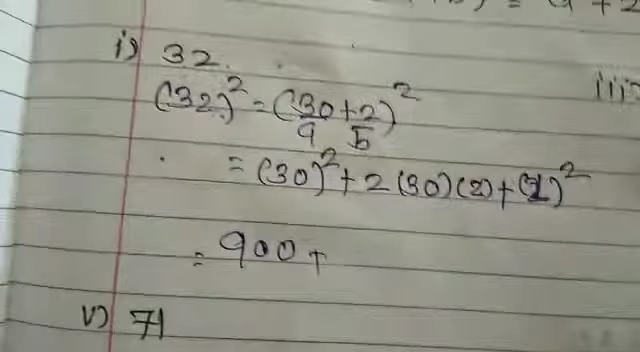 i) 32.
(32)² = (30+2)²
a b
= (30)² + 2(30)(2) + (2)²
= 900 +
iii)
v) 71